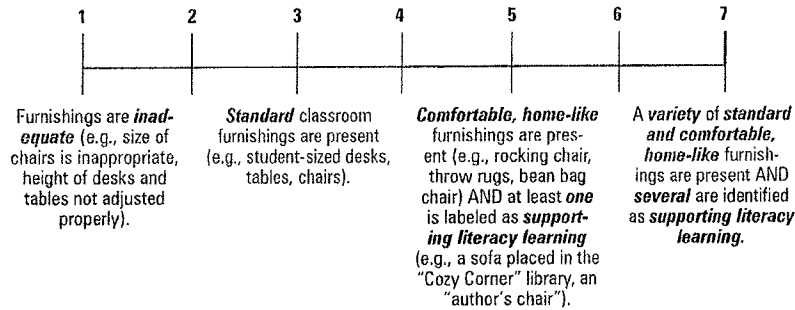 1 2 3 4 5 6 7
Furnishings are inad-
equate (e.g., size of
chairs is inappropriate,
height of desks and
tables not adjusted
properly).
Standard classroom
furnishings are present
(e.g., student-sized desks,
tables, chairs).
Comfortable, home-like
furnishings are pres-
ent (e.g., rocking chair,
throw rugs, bean bag
chair) AND at least one
is labeled as support-
ing literacy learning
(e.g., a sofa placed in the
"Cozy Corner" library, an
"author's chair").
A variety of standard
and comfortable,
home-like furnish-
ings are present AND
several are identified
as supporting literacy
learning.